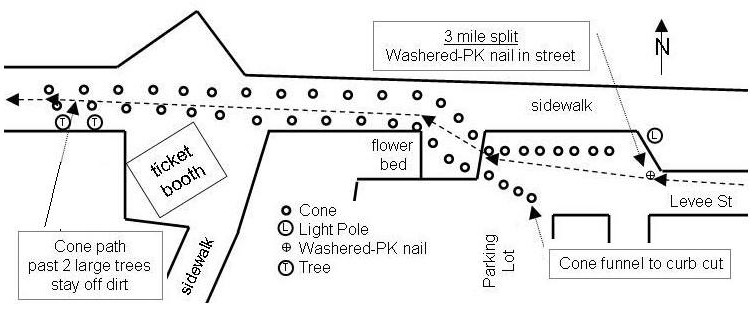 3 mile split
Washered-PK nail in street
N
sidewalk
L
T
T
ticket
booth
flower
bed
Levee St
Cone
L Light Pole
Washered-PK nail
T Tree
Cone path
past 2 large trees
stay off dirt
sidewalk
Parking
Lot
Cone funnel to curb cut